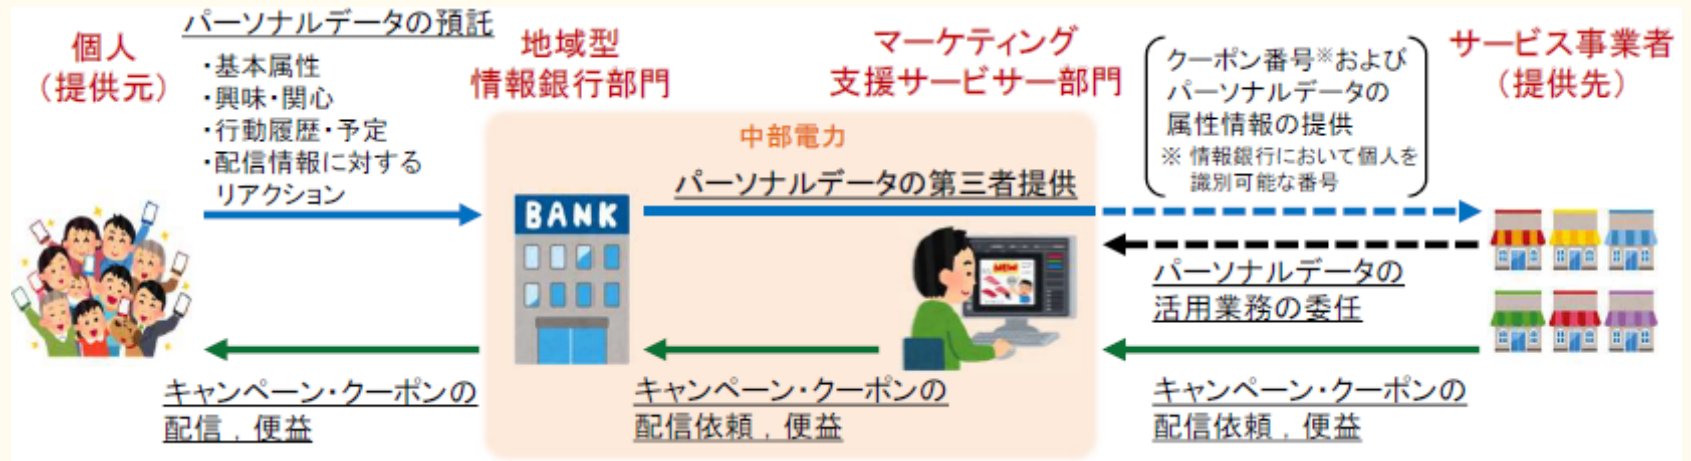 個人
（提供元）
パーソナルデータの預託
・基本属性
・興味・関心
・行動履歴・予定
・配信情報に対する
リアクション
地域型
情報銀行部門
マーケティング
支援サービサー部門
クーポン番号※および
パーソナルデータの
属性情報の提供
※ 情報銀行において個人を
識別可能な番号
サービス事業者
（提供先）
中部電力
パーソナルデータの第三者提供
BANK
パーソナルデータの
活用業務の委任
キャンペーン・クーポンの
配信，便益
キャンペーン・クーポンの
配信依頼，便益
キャンペーン・クーポンの
配信依頼，便益